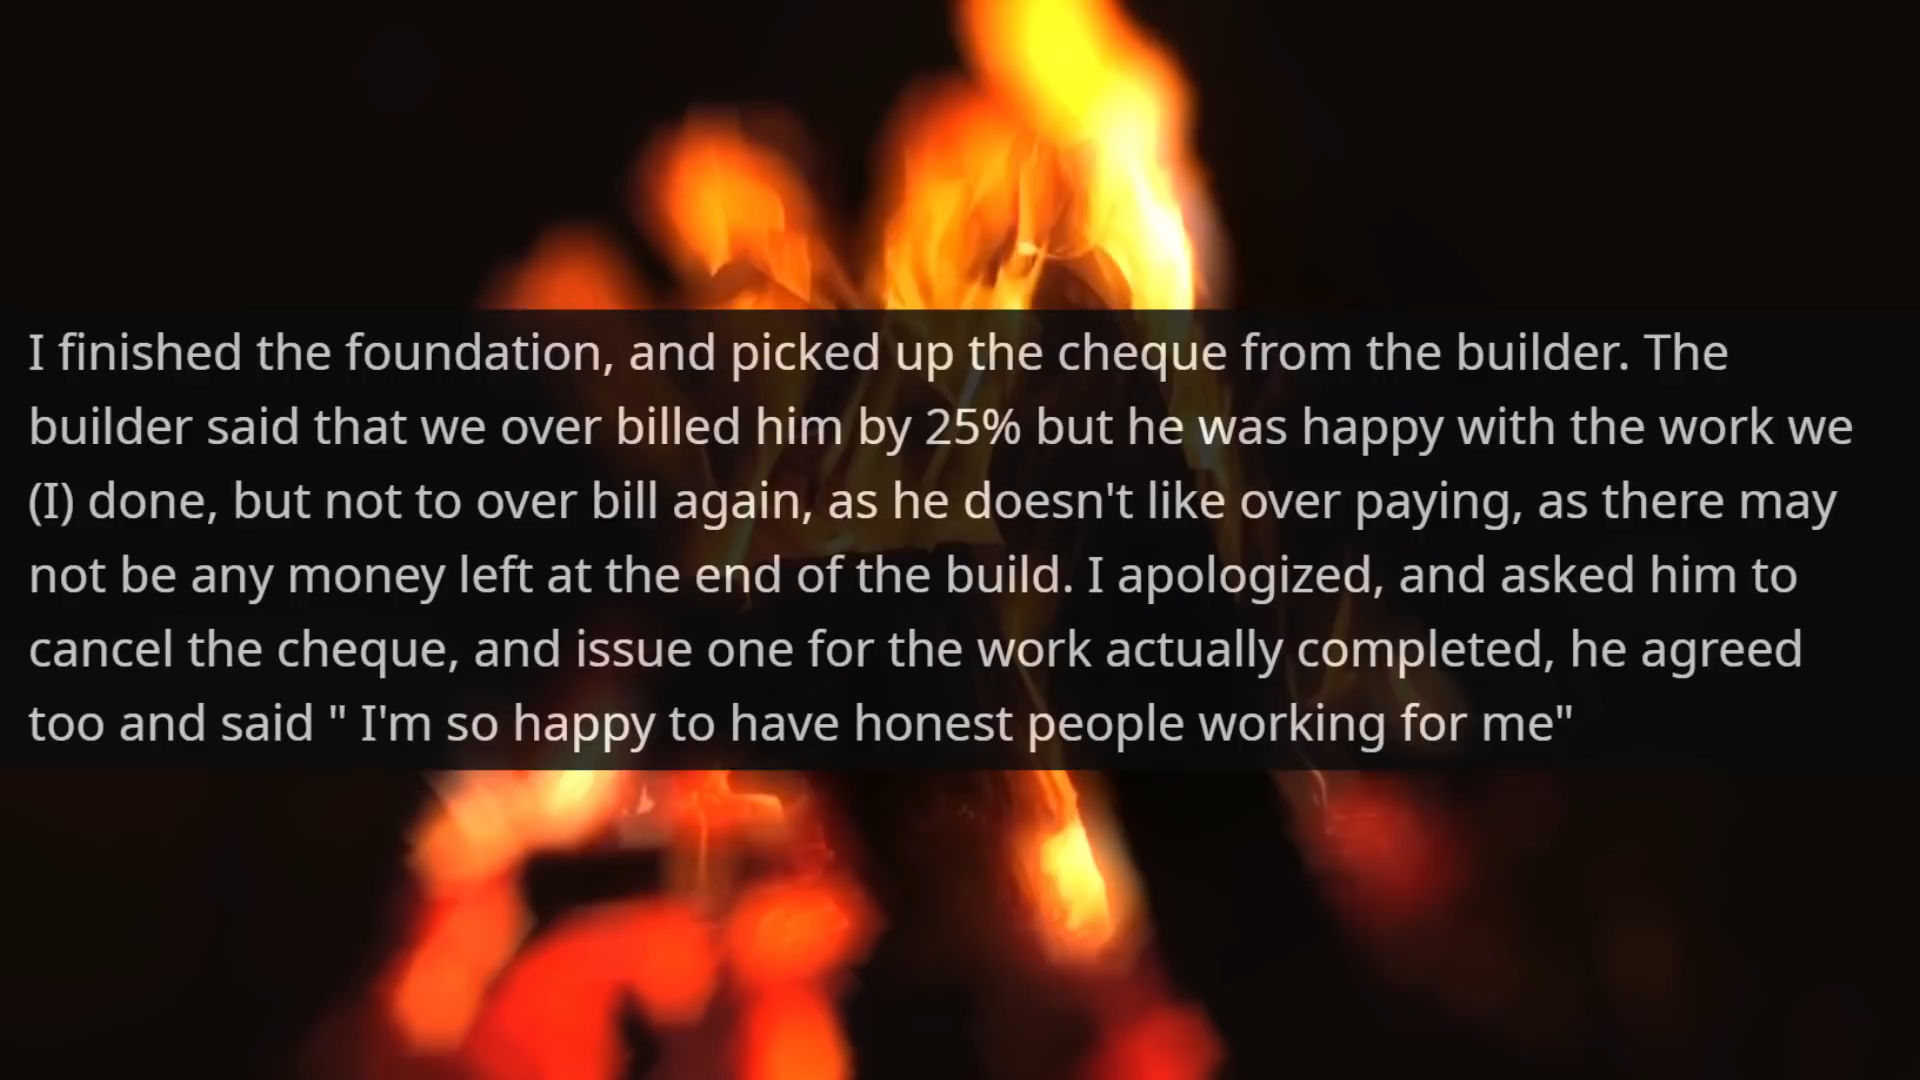 I finished the foundation, and picked up the cheque from the builder. The
builder said that we over billed him by 25% but he was happy with the work we
(I) done, but not to over bill again, as he doesn't like over paying, as there may
not be any money left at the end of the build. I apologized, and asked him to
cancel the cheque, and issue one for the work actually completed, he agreed
too and said " I'm so happy to have honest people working for me"